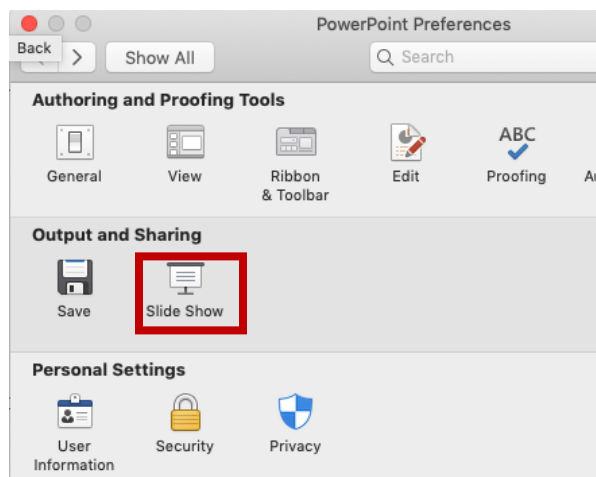 PowerPoint Preferences
Back
Show All
Search
Authoring and Proofing Tools
General
View
Ribbon
& Toolbar
Edit
ABC
Proofing
Output and Sharing
Save
Slide Show
Personal Settings
User
Information
Security
Privacy